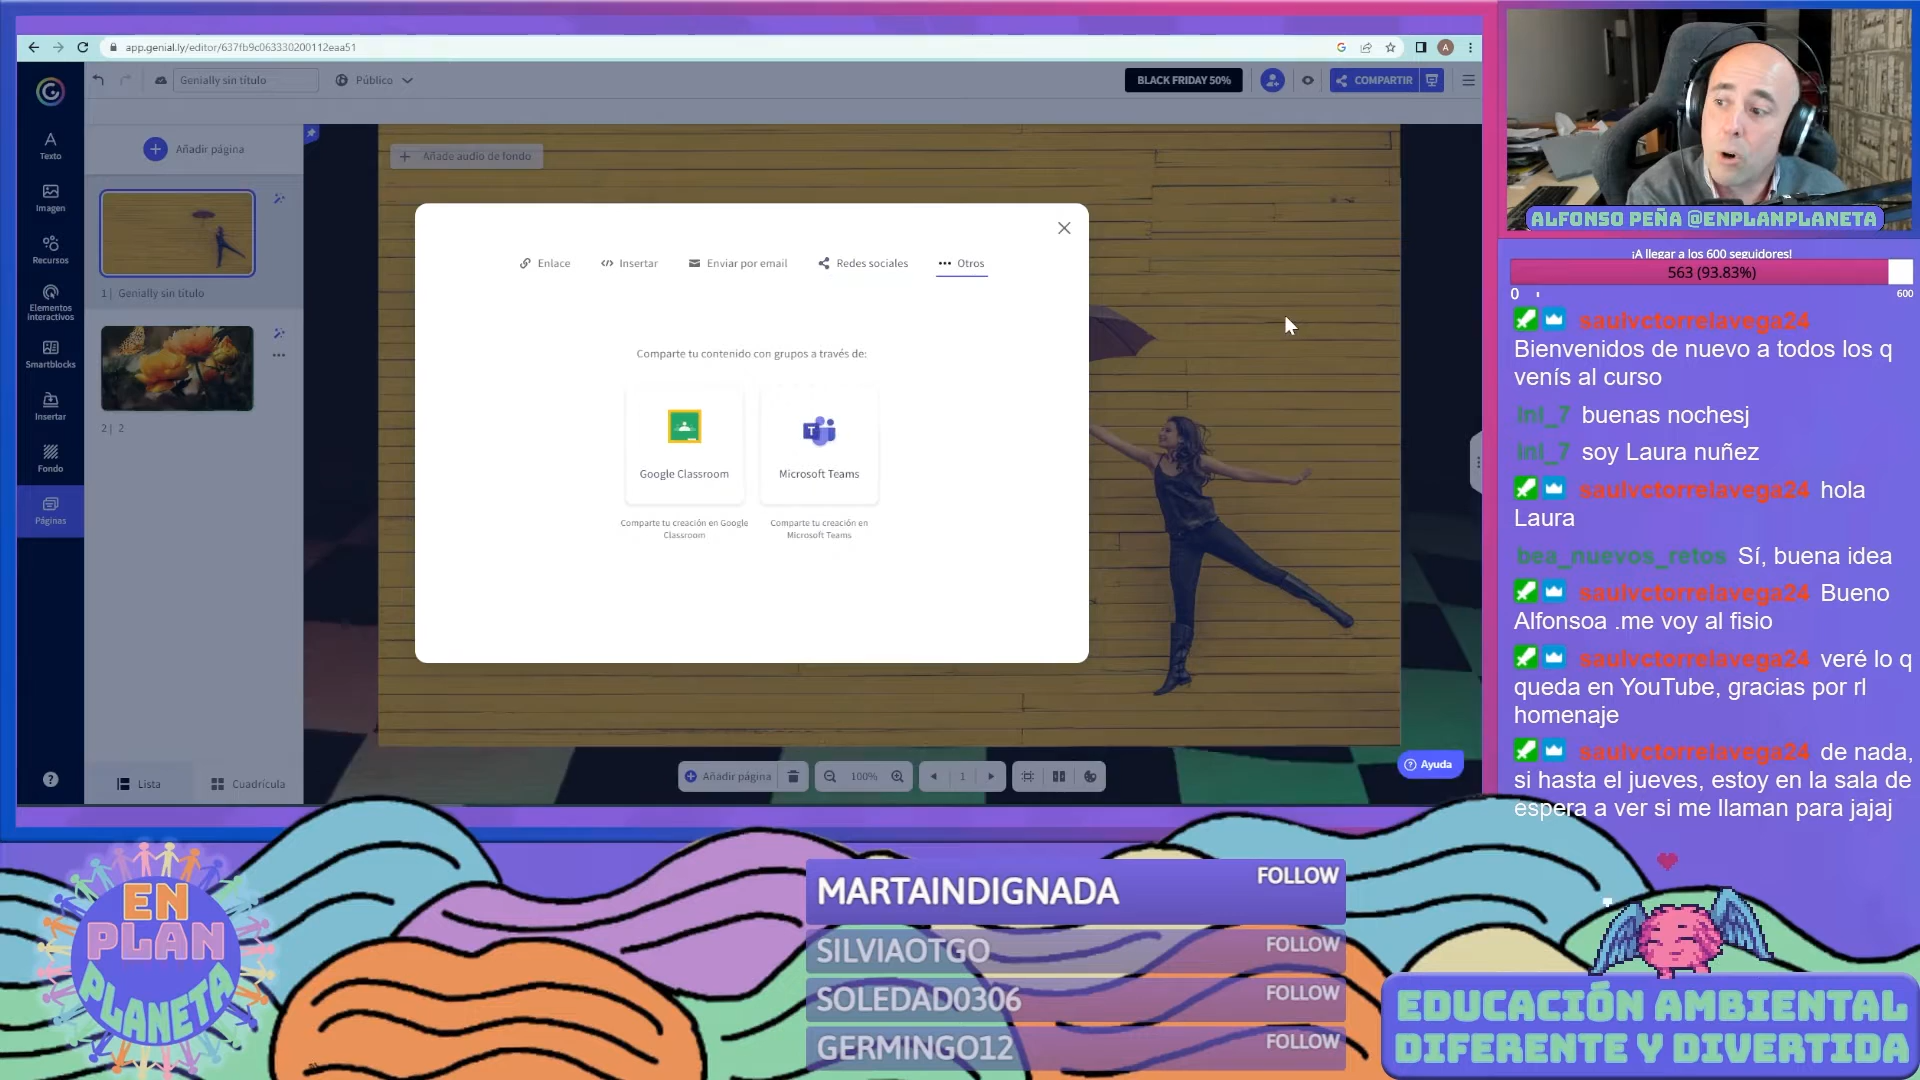 app.genial.ly/editor/637fb9c063330200112eaa51
A
Genially sin título
Público
BLACK FRIDAY 50%
COMPARTIR
Texto
Imagen
Recursos
Elementos
interactivos
Smartblocks
Insertar
Fondo
Páginas
Añadir página
1 | Genially sin título
2 | 2
Lista
Cuadrícula
Añade audio de fondo
Enlace
Insertar
Enviar por email
Redes sociales
Otros
Comparte tu contenido con grupos a través de:
Google Classroom
Microsoft Teams
Comparte tu creación en Google
Classroom
Comparte tu creación en
Microsoft Teams
Añadir página
100%
1
Ayuda
ALFONSO PEÑA @ENPLANPLANETA
¡A llegar a los 600 seguidores!
563 (93.83%)
0
600
saulvctorrelavega24
Bienvenidos de nuevo a todos los q
venís al curso
inl_7 buenas nochesj
inl_7 soy Laura nuñez
saulvctorrelavega24 hola
Laura
bea_nuevos_retos Sí, buena idea
saulvctorrelavega24 Bueno
Alfonsoa .me voy al fisio
saulvctorrelavega24 veré lo q
queda en YouTube, gracias por rl
homenaje
saulvctorrelavega24 de nada,
si hasta el jueves, estoy en la sala de
espera a ver si me llaman para jajaj
EN
PLAN
PLANETA
MARTAINDIGNADA FOLLOW
SILVIAOTGO FOLLOW
SOLEDAD0306 FOLLOW
GERMINGO12 FOLLOW
EDUCACIÓN AMBIENTAL
DIFERENTE Y DIVERTIDA